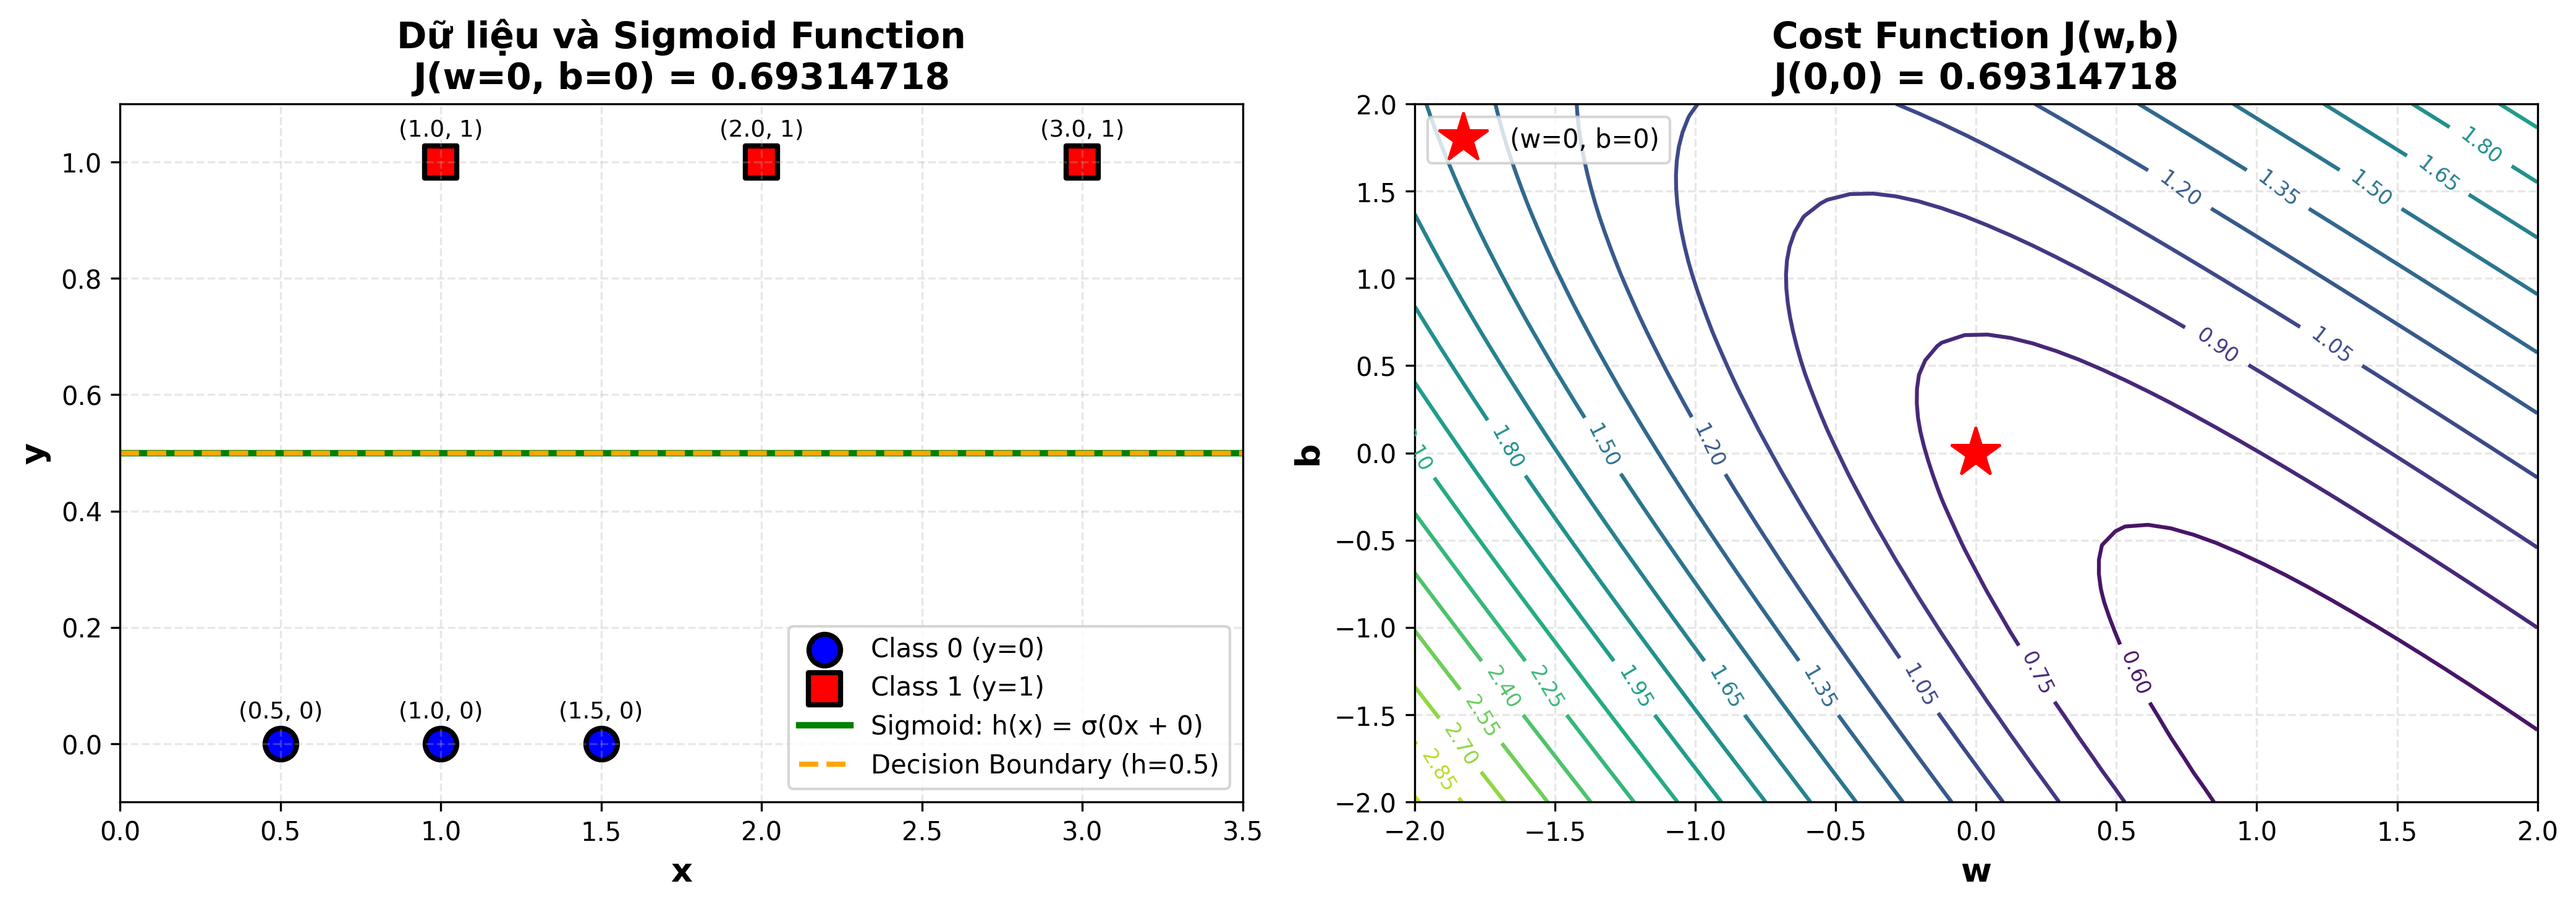 Dữ liệu và Sigmoid Function
J(w=0, b=0) = 0.69314718
(1.0, 1)
(2.0, 1)
(3.0, 1)
1.0
0.8
0.6
0.4
0.2
0.0
y
(0.5, 0)
(1.0, 0)
(1.5, 0)
Class 0 (y=0)
Class 1 (y=1)
Sigmoid: h(x) = σ(0x + 0)
Decision Boundary (h=0.5)
0.0 0.5 1.0 1.5 2.0 2.5 3.0 3.5
x
Cost Function J(w,b)
J(0,0) = 0.69314718
(w=0, b=0)
2.0
1.5
1.0
0.5
0.0
−0.5
−1.0
−1.5
−2.0
b
1.80
1.65
1.50
1.35
1.20
1.05
0.90
10
1.80
1.50
1.20
2.85
2.70
2.55
2.40
2.25
1.95
1.65
1.35
1.05
0.75
0.60
−2.0 −1.5 −1.0 −0.5 0.0 0.5 1.0 1.5 2.0
w